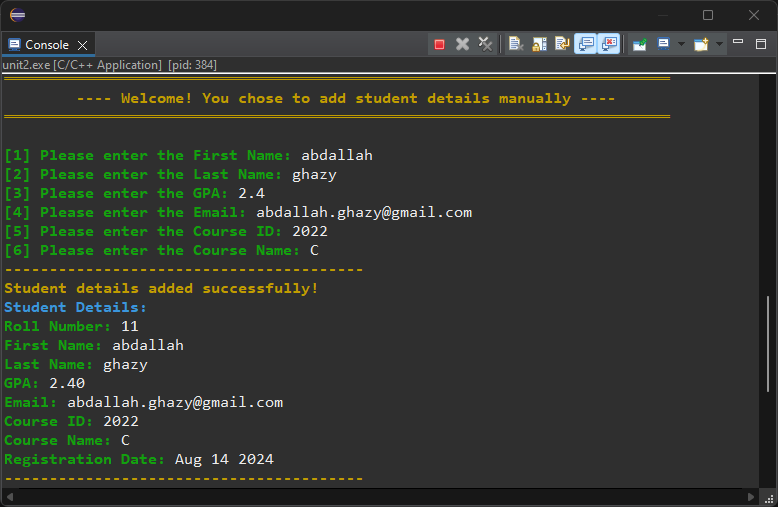 Console
unit2.exe [C/C++ Application] [pid: 384]
---- Welcome! You chose to add student details manually ----
[1] Please enter the First Name: abdallah
[2] Please enter the Last Name: ghazy
[3] Please enter the GPA: 2.4
[4] Please enter the Email: abdallah.ghazy@gmail.com
[5] Please enter the Course ID: 2022
[6] Please enter the Course Name: C
----------------------------------------
Student details added successfully!
Student Details:
Roll Number: 11
First Name: abdallah
Last Name: ghazy
GPA: 2.40
Email: abdallah.ghazy@gmail.com
Course ID: 2022
Course Name: C
Registration Date: Aug 14 2024
----------------------------------------